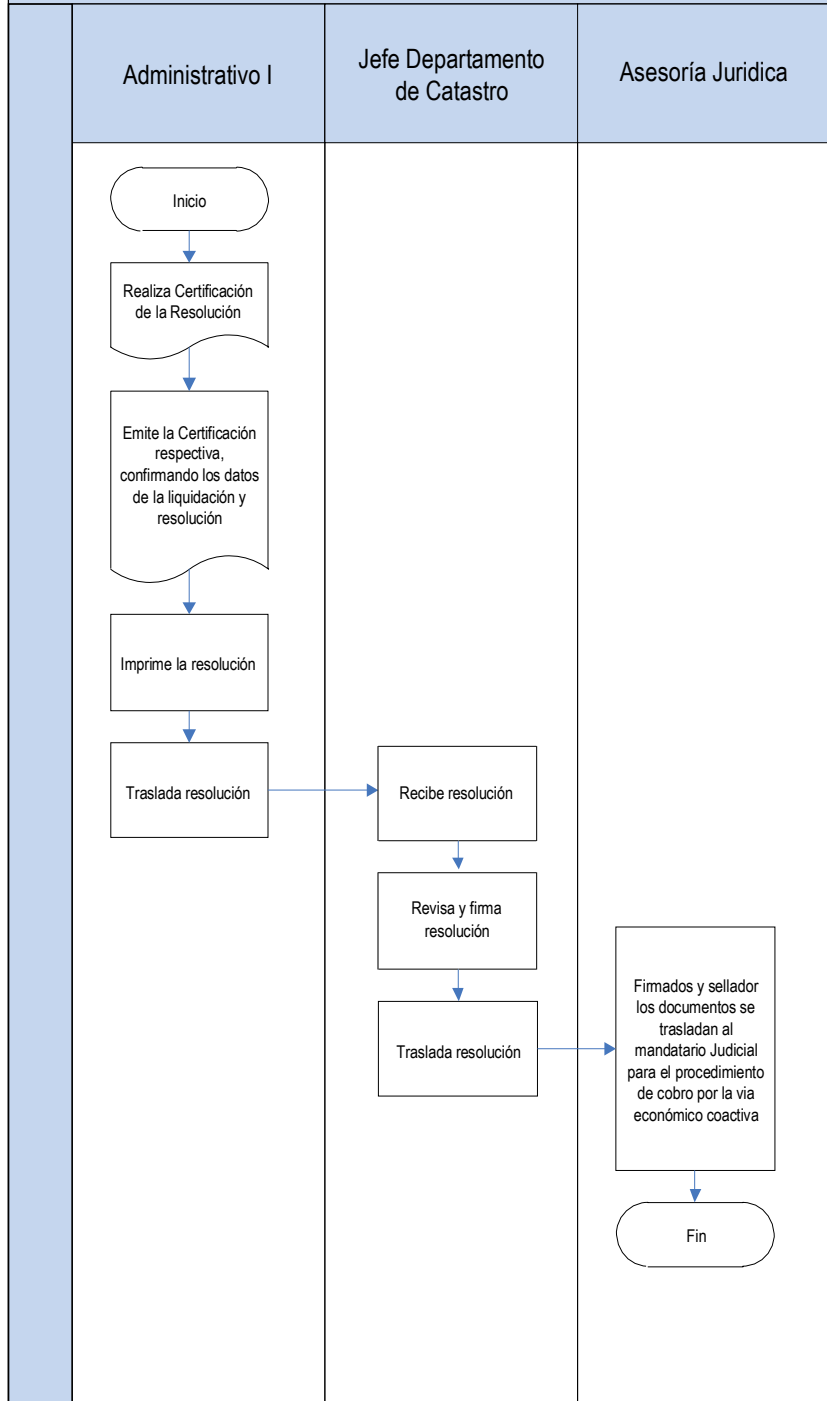 Administrativo I
Jefe Departamento
de Catastro
Asesoría Juridica
Inicio
Realiza Certificación
de la Resolución
Emite la Certificación
respectiva,
confirmando los datos
de la liquidación y
resolución
Imprime la resolución
Traslada resolución
Recibe resolución
Revisa y firma
resolución
Traslada resolución
Firmados y sellador
los documentos se
trasladan al
mandatario Judicial
para el procedimiento
de cobro por la via
económico coactiva
Fin